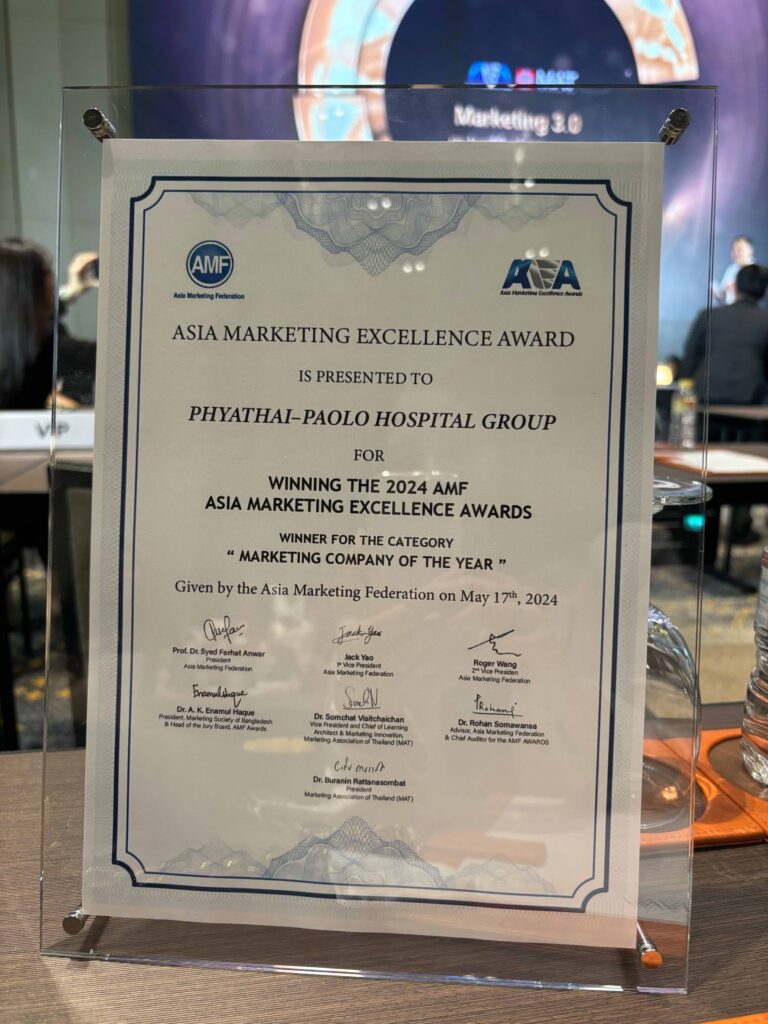 Marketing 3.0
AMF
Asia Marketing Federation
Asia Marketing Excellence Awards
ASIA MARKETING EXCELLENCE AWARD
IS PRESENTED TO
PHYATHAI–PAOLO HOSPITAL GROUP
FOR
WINNING THE 2024 AMF
ASIA MARKETING EXCELLENCE AWARDS
WINNER FOR THE CATEGORY
“ MARKETING COMPANY OF THE YEAR ”
Given by the Asia Marketing Federation on May 17th, 2024
Prof. Dr. Syed Ferhat Anwar
President
Asia Marketing Federation
Jack Yao
Jack Yao
1st Vice President
Asia Marketing Federation
Roger Wang
2nd Vice Presiden
Asia Marketing Federation
Enamul Haque
Dr. A. K. Enamul Haque
President, Marketing Society of Bangladesh
& Head of the Jury Board, AMF Awards
Dr. Somchat Visitchaichan
Vice President and Chief of Learning
Architect & Marketing Innovation,
Marketing Association of Thailand (MAT)
Dr. Rohan Somawansa
Advisor, Asia Marketing Federation
& Chief Auditor for the AMF AWARDS
Dr. Buranin Rattanasombat
President
Marketing Association of Thailand (MAT)
VIP